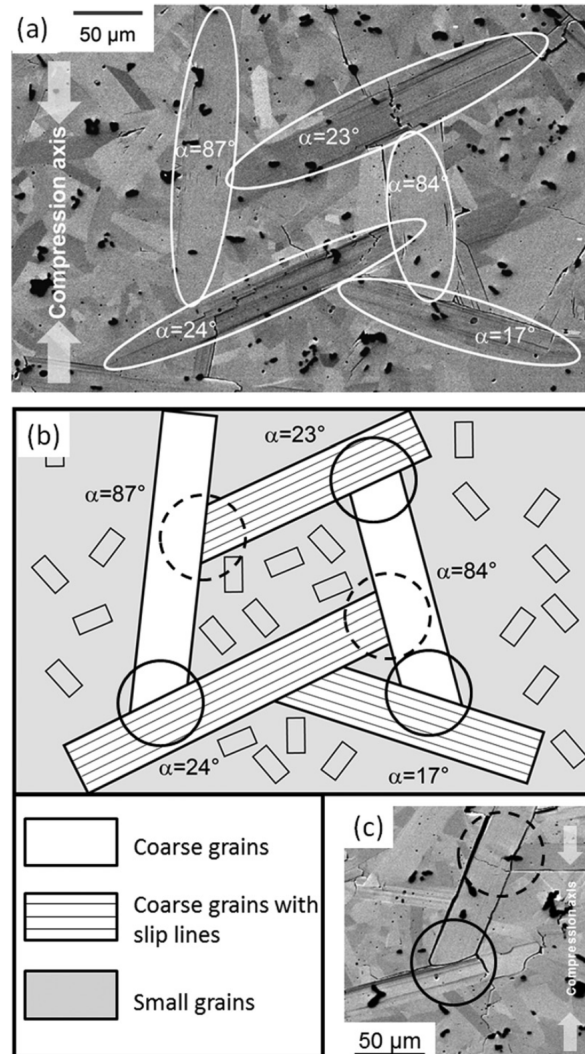 (a)
50 µm
Compression axis
α=87°
α=23°
α=84°
α=24°
α=17°
(b)
α=23°
α=87°
α=84°
α=24°
α=17°
Coarse grains
Coarse grains with
slip lines
Small grains
(c)
Compression axis
50 µm